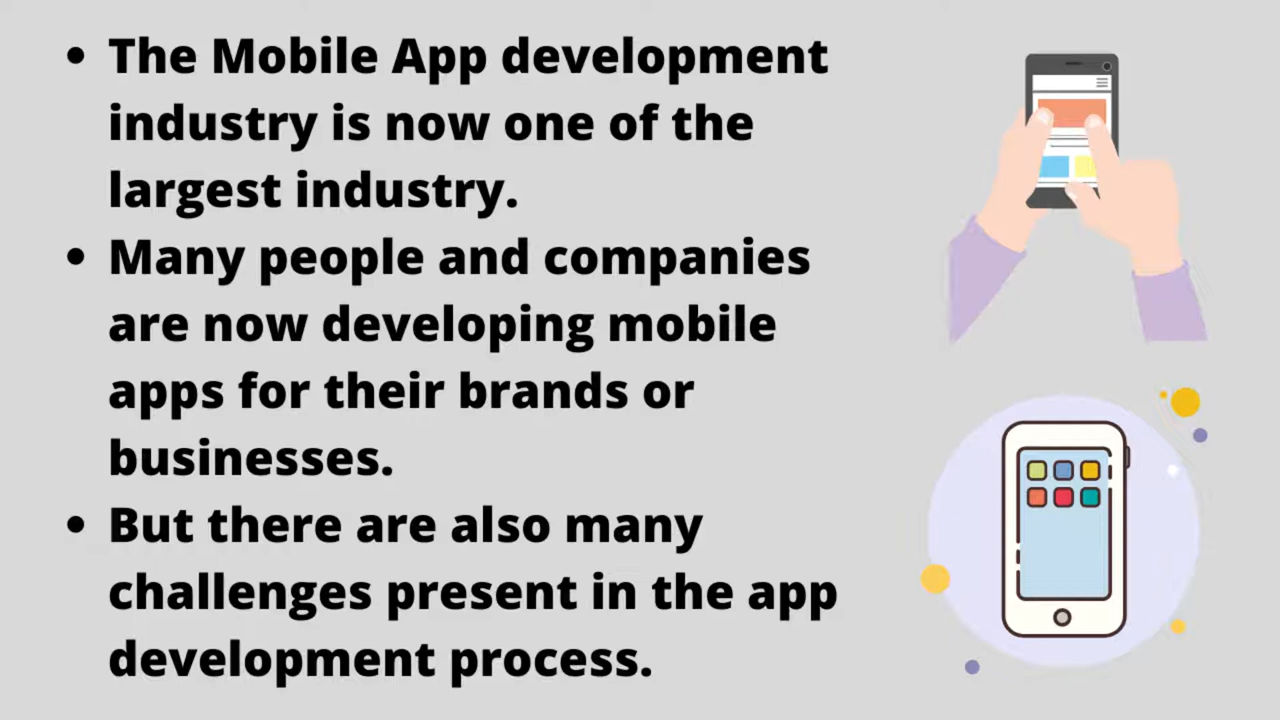 • The Mobile App development
industry is now one of the
largest industry.
• Many people and companies
are now developing mobile
apps for their brands or
businesses.
• But there are also many
challenges present in the app
development process.